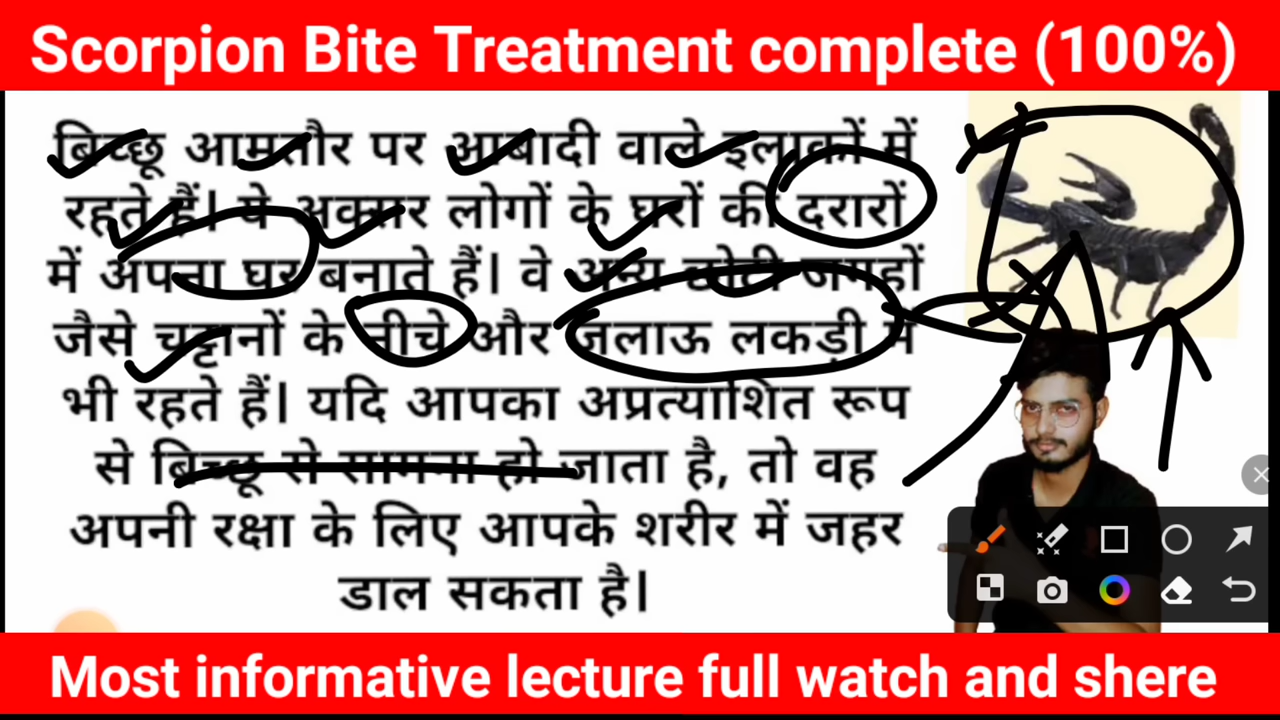 Scorpion Bite Treatment complete (100%)
बिच्छू आमतौर पर आबादी वाले इलाकों में
रहते हैं। ये अक्सर लोगों के घरों की दरारों
में अपना घर बनाते हैं। वे अन्य छोटी जगहों
जैसे चट्टानों के नीचे और जलाऊ लकड़ी में
भी रहते हैं। यदि आपका अप्रत्याशित रूप
से बिच्छू से सामना हो जाता है, तो वह
अपनी रक्षा के लिए आपके शरीर में जहर
डाल सकता है।
Most informative lecture full watch and shere